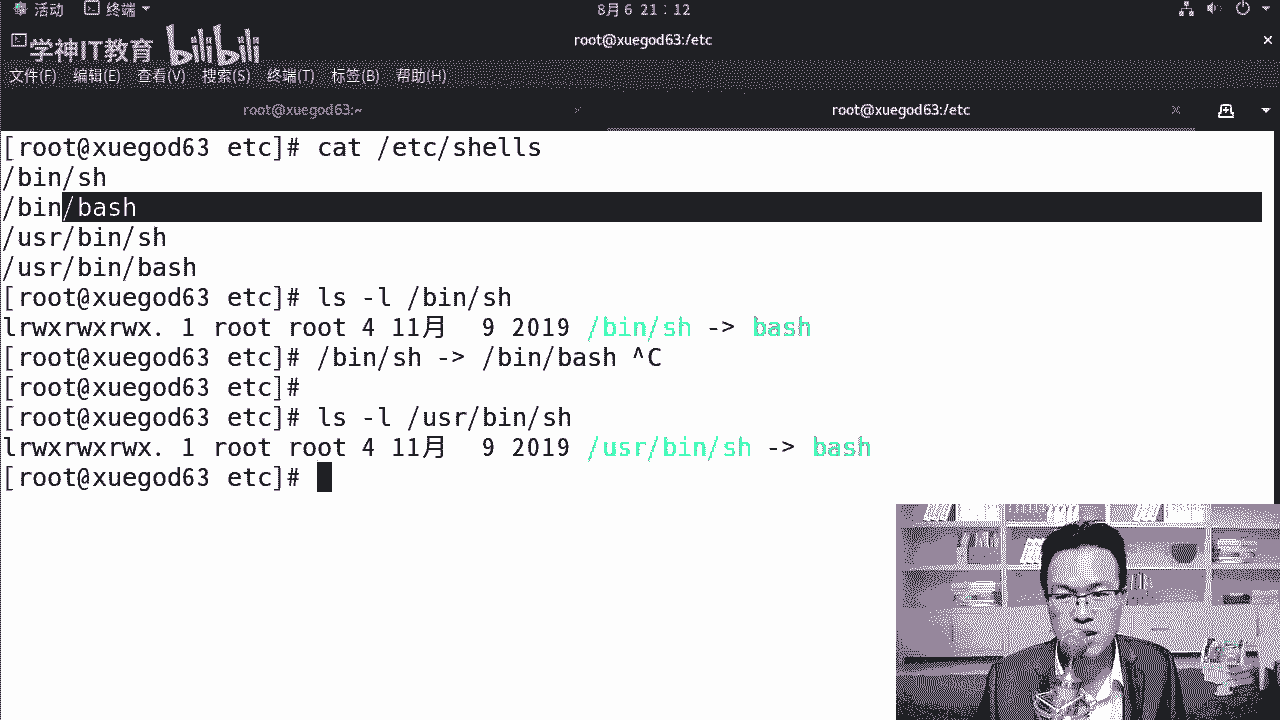 活动 终端 8月6 21：12
学神IT教育 bilibili root@xuegod63:/etc ×
文件(F) 编辑(E) 查看(V) 搜索(S) 终端(T) 标签(B) 帮助(H)
root@xuegod63:~ × root@xuegod63:/etc ×
[root@xuegod63 etc]# cat /etc/shells
/bin/sh
/bin/bash
/usr/bin/sh
/usr/bin/bash
[root@xuegod63 etc]# ls -l /bin/sh
lrwxrwxrwx. 1 root root 4 11月  9 2019 /bin/sh -> bash
[root@xuegod63 etc]# /bin/sh -> /bin/bash ^C
[root@xuegod63 etc]#
[root@xuegod63 etc]# ls -l /usr/bin/sh
lrwxrwxrwx. 1 root root 4 11月  9 2019 /usr/bin/sh -> bash
[root@xuegod63 etc]#